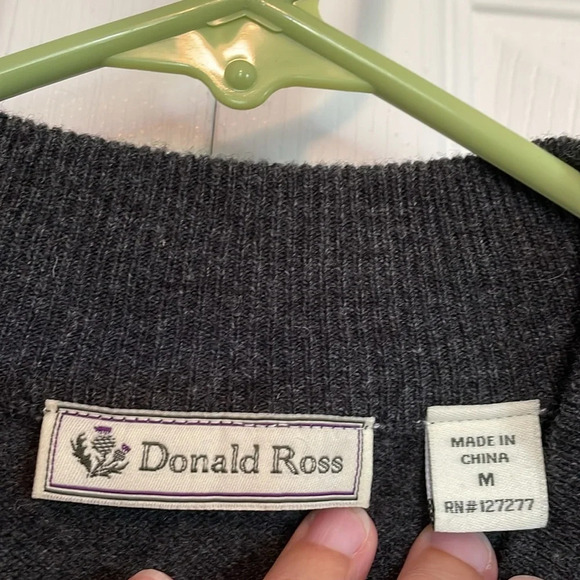 Donald Ross
MADE IN
CHINA
M
RN#127277